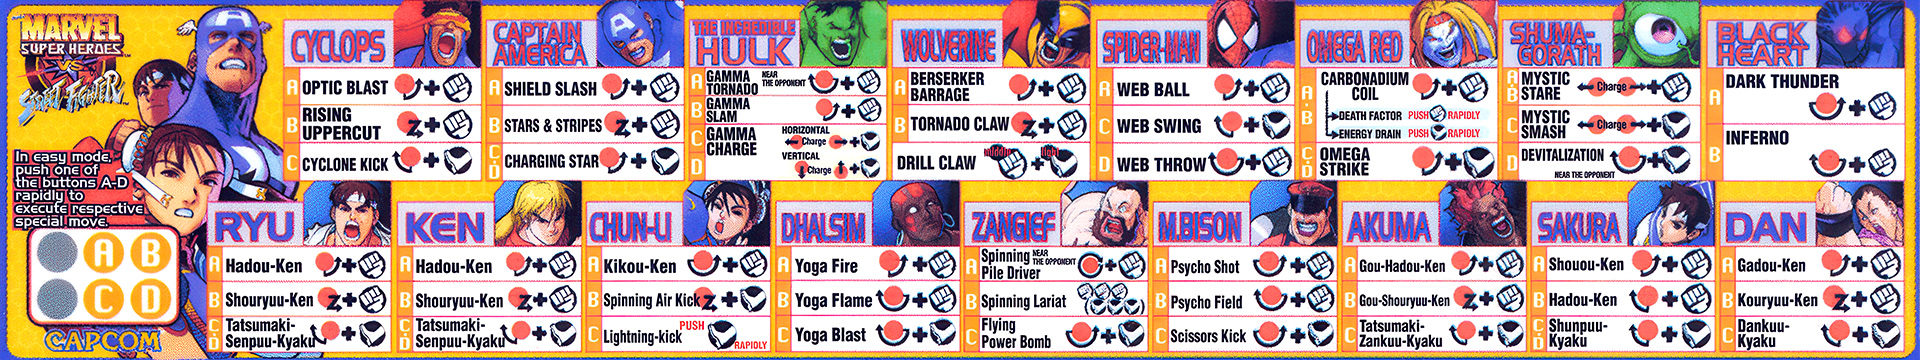 MARVEL
SUPER HEROES
VS.
STREET FIGHTER
In easy mode,
push one of
the buttons A-D
rapidly to
execute respective
special move.
A B
C D
CAPCOM
CYCLOPS
A OPTIC BLAST +
B RISING
UPPERCUT Z +
C CYCLONE KICK +
CAPTAIN
AMERICA
A SHIELD SLASH +
B STARS & STRIPES Z +
C·D CHARGING STAR +
THE INCREDIBLE
HULK
A GAMMA
TORNADO NEAR
THE OPPONENT +
B GAMMA
SLAM +
C D GAMMA
CHARGE
HORIZONTAL
Charge +
VERTICAL
Charge +
WOLVERINE
A BERSERKER
BARRAGE +
B TORNADO CLAW Z +
DRILL CLAW middle + light
SPIDER-MAN
R WEB BALL +
C WEB SWING +
D WEB THROW +
OMEGA RED
A·B CARBONADIUM
COIL +
DEATH FACTOR PUSH RAPIDLY
ENERGY DRAIN PUSH RAPIDLY
C·D OMEGA
STRIKE +
SHUMA-
GORATH
A·B MYSTIC
STARE Charge +
C MYSTIC
SMASH Charge +
D DEVITALIZATION +
NEAR THE OPPONENT
BLACK
HEART
A DARK THUNDER
+
B INFERNO
+
RYU
A Hadou-Ken +
B Shouryuu-Ken Z +
C·D Tatsumaki-
Senpuu-Kyaku +
KEN
A Hadou-Ken +
B Shouryuu-Ken Z +
C·D Tatsumaki-
Senpuu-Kyaku +
CHUN-LI
A Kikou-Ken +
B Spinning Air Kick Z +
C Lightning-kick PUSH
RAPIDLY
DHALSIM
A Yoga Fire +
B Yoga Flame +
C Yoga Blast +
ZANGIEF
A Spinning
Pile Driver NEAR
THE OPPONENT +
B Spinning Lariat
C Flying
Power Bomb +
M.BISON
A Psycho Shot +
B Psycho Field +
C Scissors Kick +
AKUMA
A Gou-Hadou-Ken +
B Gou-Shouryuu-Ken Z +
C Tatsumaki-
Zankuu-Kyaku +
SAKURA
A Shouou-Ken +
B Hadou-Ken +
C·D Shunpuu-
Kyaku +
DAN
A Gadou-Ken +
B Kouryuu-Ken Z +
C Dankuu-
Kyaku +